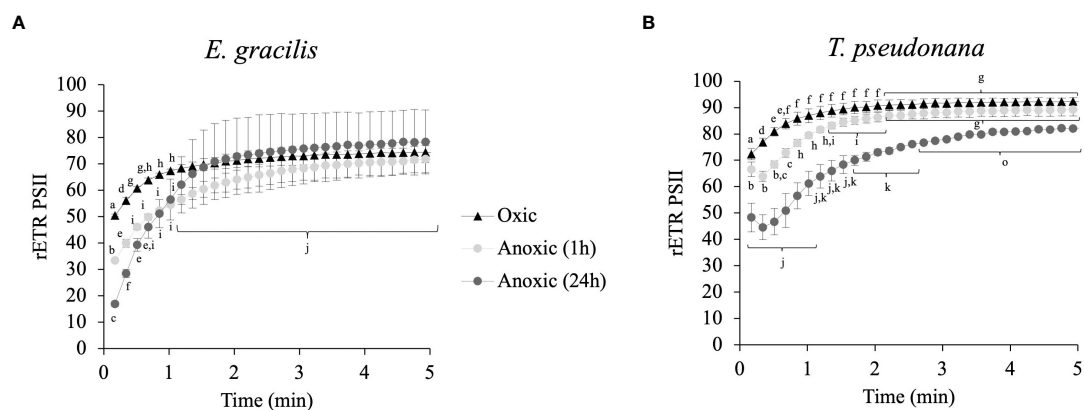 A
E. gracilis
rETR PSII
100
90
80
70
60
50
40
30
20
10
0
a
d
g
g,h
h
h
b
e
i
i
i
i
c
f
e
e,i
i
i
j
0 1 2 3 4 5
Time (min)
Oxic
Anoxic (1h)
Anoxic (24h)
B
T. pseudonana
rETR PSII
100
90
80
70
60
50
40
30
20
10
0
a
d
e
e,f
f f f f f f
g
b
b
b,c
c
h
h
h,i
i
g
j
j,k
j,k
j,k
k
o
0 1 2 3 4 5
Time (min)